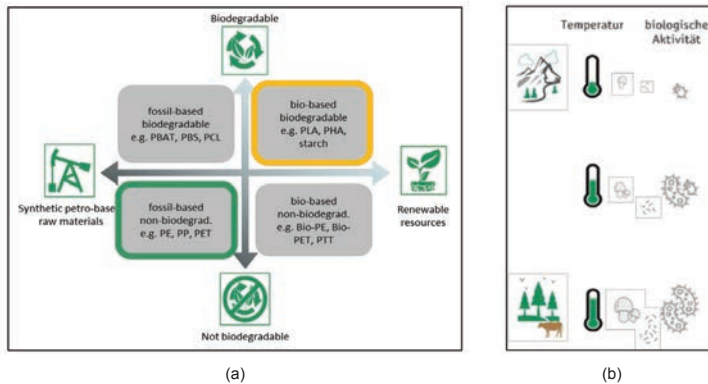 Biodegradable
fossil-based
biodegradable
e.g. PBAT, PBS, PCL
bio-based
biodegradable
e.g. PLA, PHA,
starch
Synthetic petro-base
raw materials
Renewable
resources
fossil-based
non-biodegrad.
e.g. PE, PP, PET
bio-based
non-biodegrad.
e.g. Bio-PE, Bio-
PET, PTT
Not biodegradable
(a)
Temperatur
biologische
Aktivität
(b)